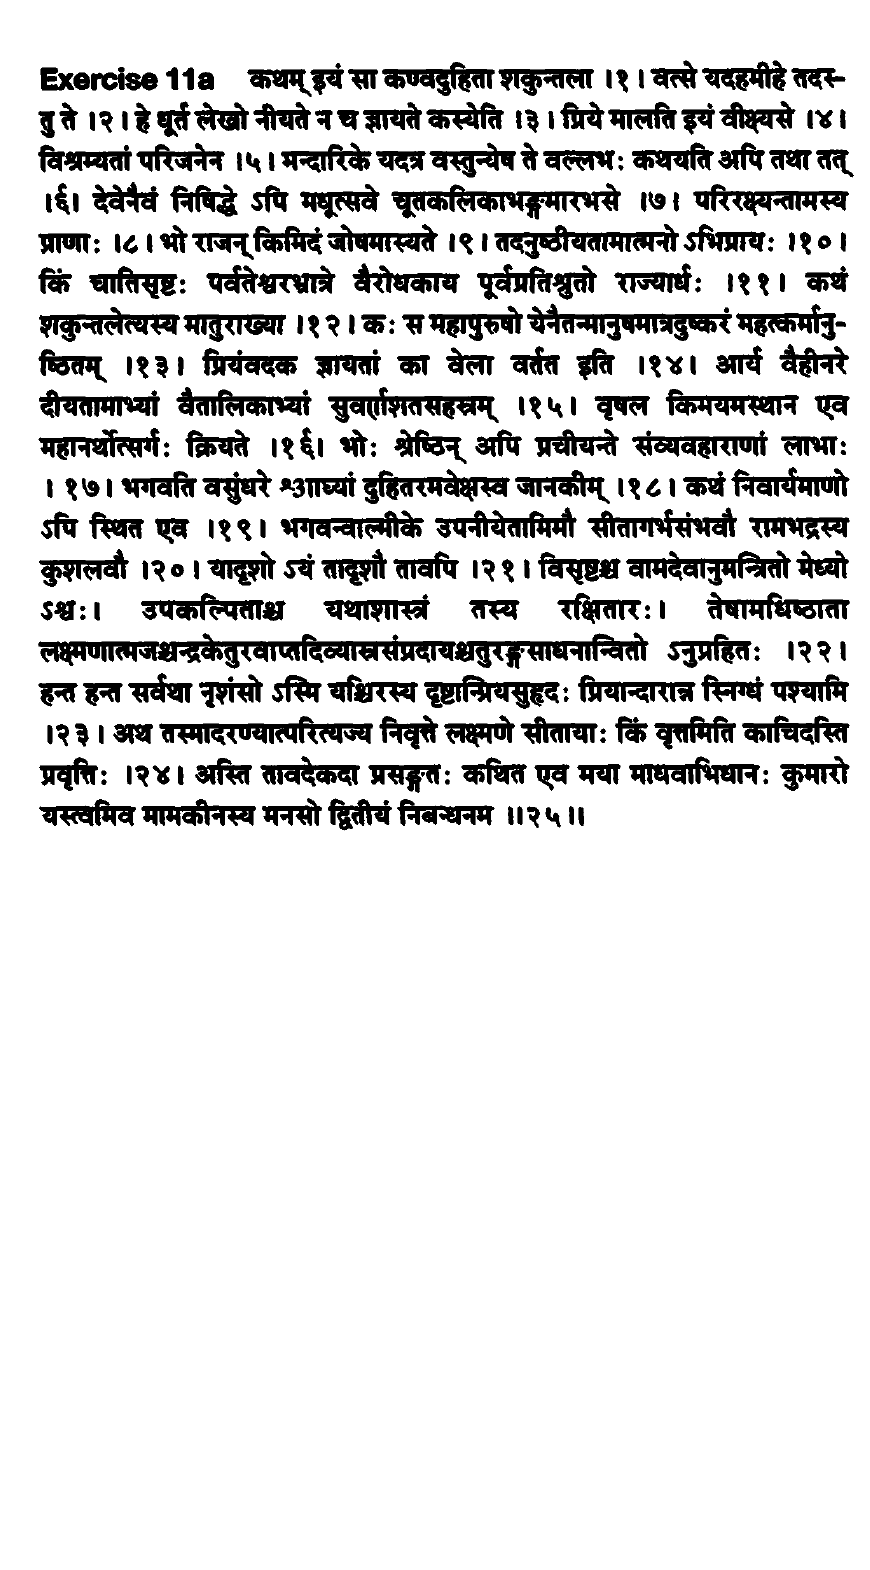 Exercise 11a कथम् इयं सा कण्वदुहिता शकुन्तला ।१। वत्से यदहमीहे तदस्-
तु ते ।२। हे धूर्त लेखो नीयते न च ज्ञायते कस्येति ।३। प्रिये मालति इयं वीक्ष्यसे ।४।
विश्रम्यतां परिजनेन ।५। मन्दारिके यदत्र वस्तुन्येष ते वल्लभः कथयति अपि तथा तत्
।६। देवेनैवं निषिद्धे ऽपि मधूत्सवे चूतकलिकाभङ्गमारभसे ।७। परिरक्ष्यन्तामस्य
प्राणाः ।८। भो राजन् किमिदं जोषमास्यते ।९। तदनुष्ठीयतामात्मनो ऽभिप्रायः ।१०।
किं चातिसृष्टः पर्वतेश्वरभ्रात्रे वैरोधकाय पूर्वप्रतिश्रुतो राज्यार्धः ।११। कथं
शकुन्तलेत्यस्य मातुराख्या ।१२। कः स महापुरुषो येनैतन्मानुषमात्रदुष्करं महत्कर्मानु-
ष्ठितम् ।१३। प्रियंवदक ज्ञायतां का वेला वर्तत इति ।१४। आर्य वैहीनरे
दीयतामाभ्यां वैतालिकाभ्यां सुवर्णशतसहस्रम् ।१५। वृषल किमयमस्थान एव
महानर्थोत्सर्गः क्रियते ।१६। भोः श्रेष्ठिन् अपि प्रचीयन्ते संव्यवहाराणां लाभाः
। १७। भगवति वसुंधरे श्लाघ्यां दुहितरमवेक्षस्व जानकीम् ।१८। कथं निवार्यमाणो
ऽपि स्थित एव ।१९। भगवन्वाल्मीके उपनीयेतामिमौ सीतागर्भसंभवौ रामभद्रस्य
कुशलवौ ।२०। यादृशो ऽयं तादृशौ तावपि ।२१। विसृष्टश्च वामदेवानुमन्त्रितो मेध्यो
ऽश्वः। उपकल्पिताश्च यथाशास्त्रं तस्य रक्षितारः। तेषामधिष्ठाता
लक्ष्मणात्मजश्चन्द्रकेतुरवाप्तदिव्यास्त्रसंप्रदायश्चतुरङ्गसाधनान्वितो ऽनुप्रहितः ।२२।
हन्त हन्त सर्वथा नृशंसो ऽस्मि यश्चिरस्य दृष्टान्प्रियसुहृदः प्रियान्दारान्न स्निग्धं पश्यामि
।२३। अथ तस्मादरण्यात्परित्यज्य निवृत्ते लक्ष्मणे सीतायाः किं वृत्तमिति काचिदस्ति
प्रवृत्तिः ।२४। अस्ति तावदेकदा प्रसङ्गतः कथित एव मया माधवाभिधानः कुमारो
यस्त्वमिव मामकीनस्य मनसो द्वितीयं निबन्धनम ॥२५॥